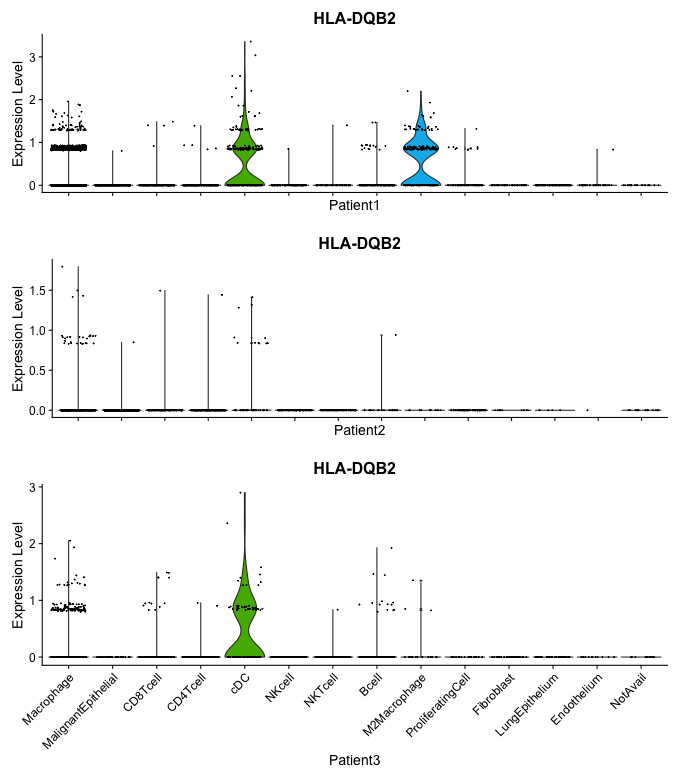 HLA-DQB2
Expression Level
3
2
1
0
Patient1
HLA-DQB2
Expression Level
1.5
1.0
0.5
0.0
Patient2
HLA-DQB2
Expression Level
3
2
1
0
Macrophage
MalignantEpithelial
CD8Tcell
CD4Tcell
cDC
NKcell
NKTcell
Bcell
M2Macrophage
ProliferatingCell
Fibroblast
LungEpithelium
Endothelium
NotAvail
Patient3